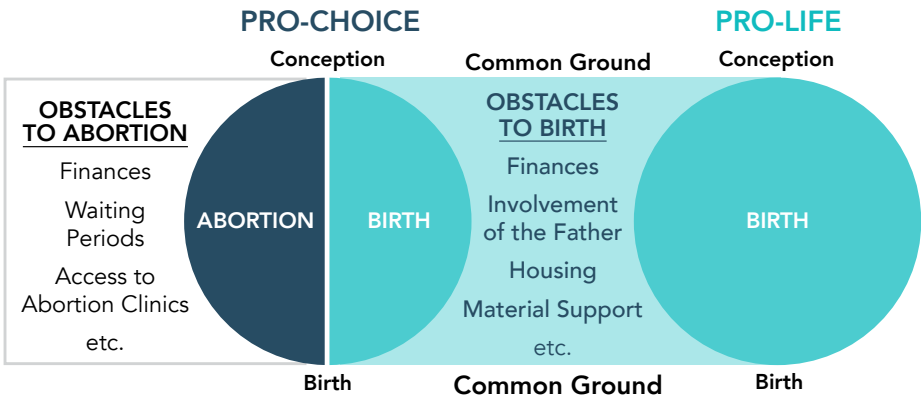 PRO-CHOICE
PRO-LIFE
Conception
Common Ground
Conception
OBSTACLES
TO ABORTION
Finances
Waiting
Periods
Access to
Abortion Clinics
etc.
ABORTION
BIRTH
OBSTACLES
TO BIRTH
Finances
Involvement
of the Father
Housing
Material Support
etc.
BIRTH
Birth
Common Ground
Birth